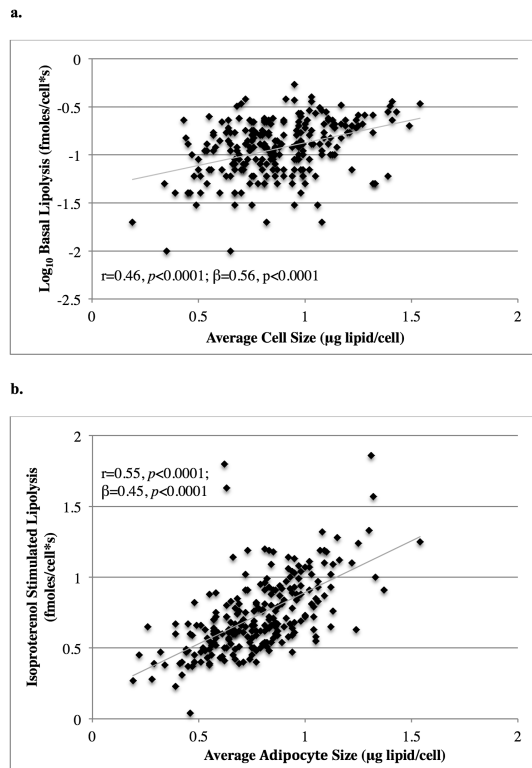 a.
0
-0.5
-1
-1.5
-2
-2.5
Log₁₀ Basal Lipolysis (fmoles/cell*s)
r=0.46, p<0.0001; β=0.56, p<0.0001
0 0.5 1 1.5 2
Average Cell Size (µg lipid/cell)
b.
2
1.5
1
0.5
0
Isoproterenol Stimulated Lipolysis
(fmoles/cell*s)
r=0.55, p<0.0001;
β=0.45, p<0.0001
0 0.5 1 1.5 2
Average Adipocyte Size (µg lipid/cell)